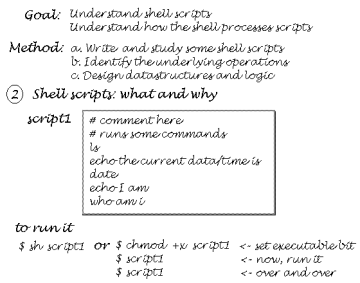 Goal: Understand shell scripts
Understand how the shell processes scripts
Method: a. Write and study some shell scripts
b. Identify the underlying operations
c. Design datastructures and logic
2 Shell scripts: what and why
script1
# comment here
# runs some commands
ls
echo the current data/time is
date
echo I am
who am i
to run it
$ sh script1 or $ chmod +x script1 <- set executable bit
$ script1 <- now, run it
$ script1 <- over and over